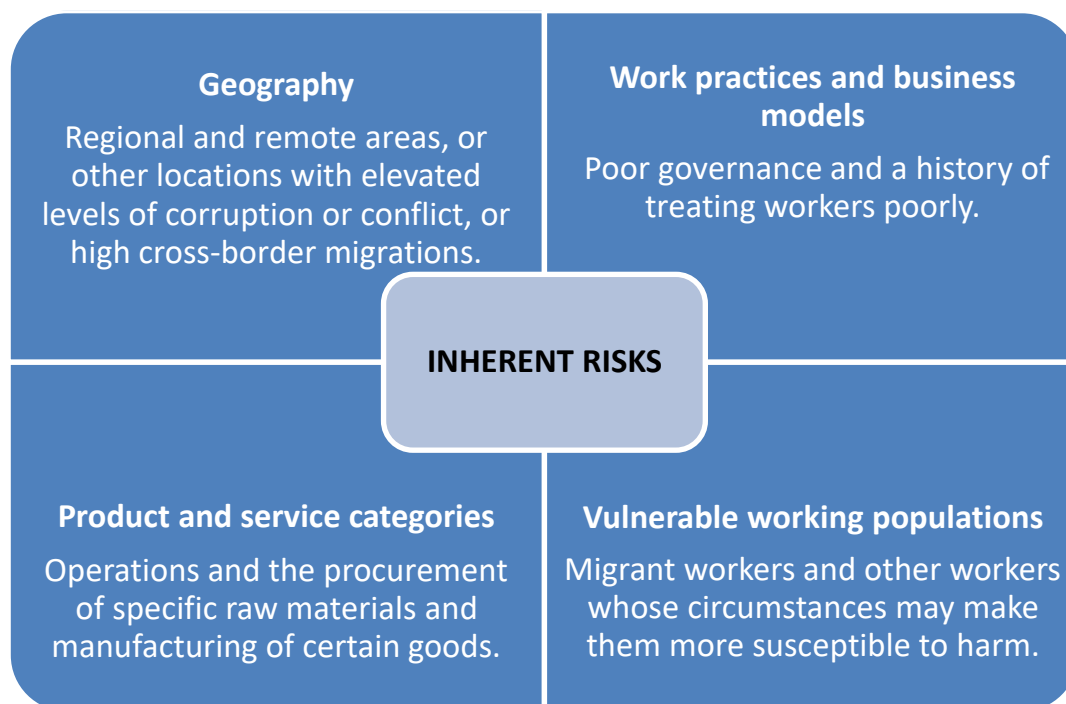 Geography
Regional and remote areas, or
other locations with elevated
levels of corruption or conflict, or
high cross-border migrations.
Work practices and business
models
Poor governance and a history of
treating workers poorly.
INHERENT RISKS
Product and service categories
Operations and the procurement
of specific raw materials and
manufacturing of certain goods.
Vulnerable working populations
Migrant workers and other workers
whose circumstances may make
them more susceptible to harm.